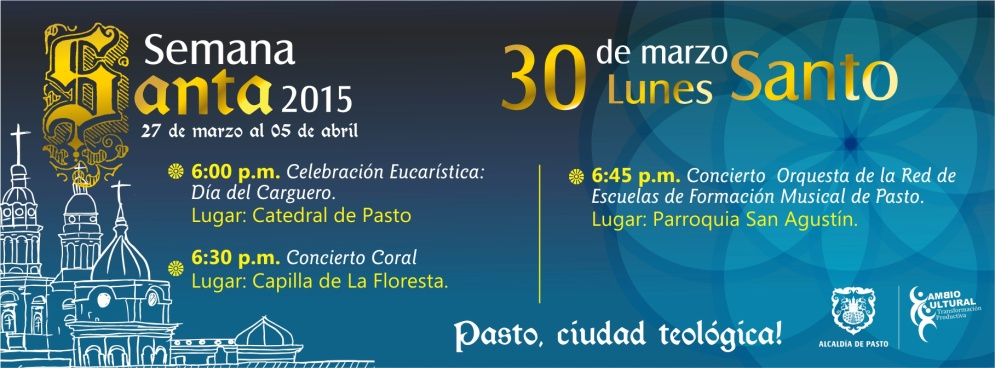 Semana
Santa 2015
27 de marzo al 05 de abril
30 de marzo
Lunes Santo
6:00 p.m. Celebración Eucarística:
Día del Carguero.
Lugar: Catedral de Pasto
6:30 p.m. Concierto Coral
Lugar: Capilla de La Floresta.
6:45 p.m. Concierto Orquesta de la Red de
Escuelas de Formación Musical de Pasto.
Lugar: Parroquia San Agustín.
Pasto, ciudad teológica!
ALCALDÍA DE PASTO
CAMBIO
CULTURAL
Transformación
Productiva